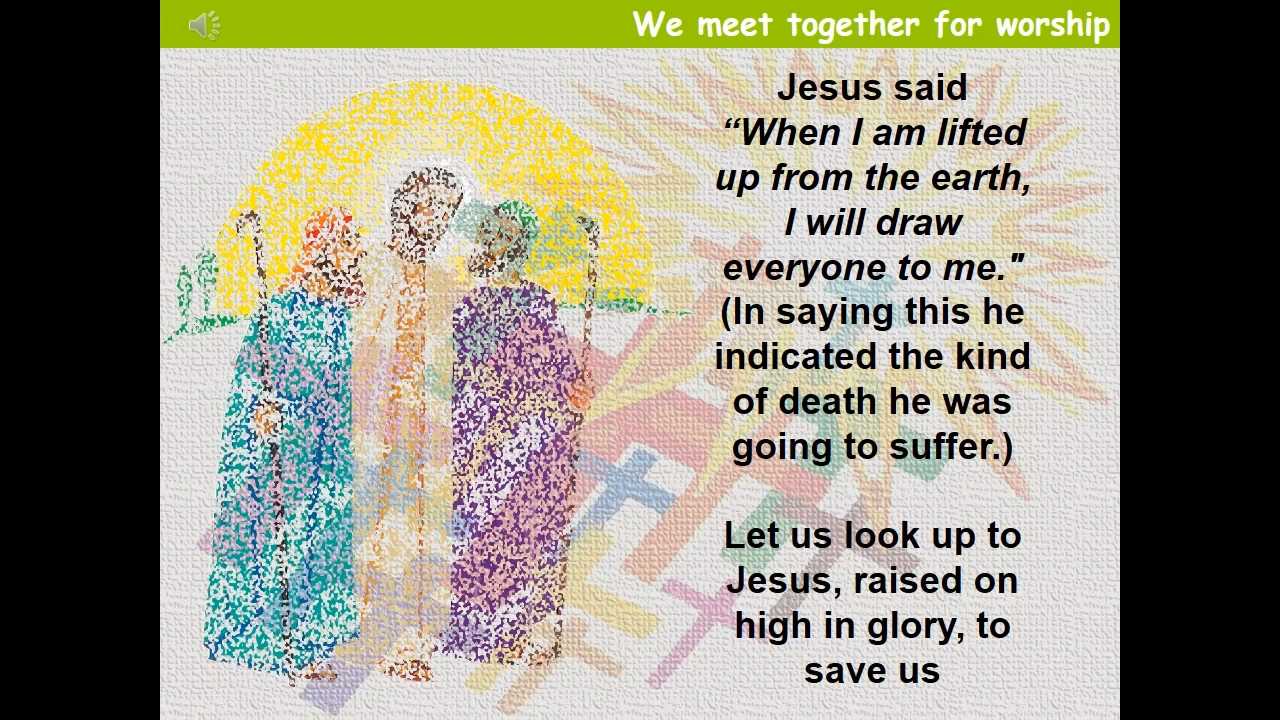 We meet together for worship
Jesus said
“When I am lifted
up from the earth,
I will draw
everyone to me."
(In saying this he
indicated the kind
of death he was
going to suffer.)
Let us look up to
Jesus, raised on
high in glory, to
save us